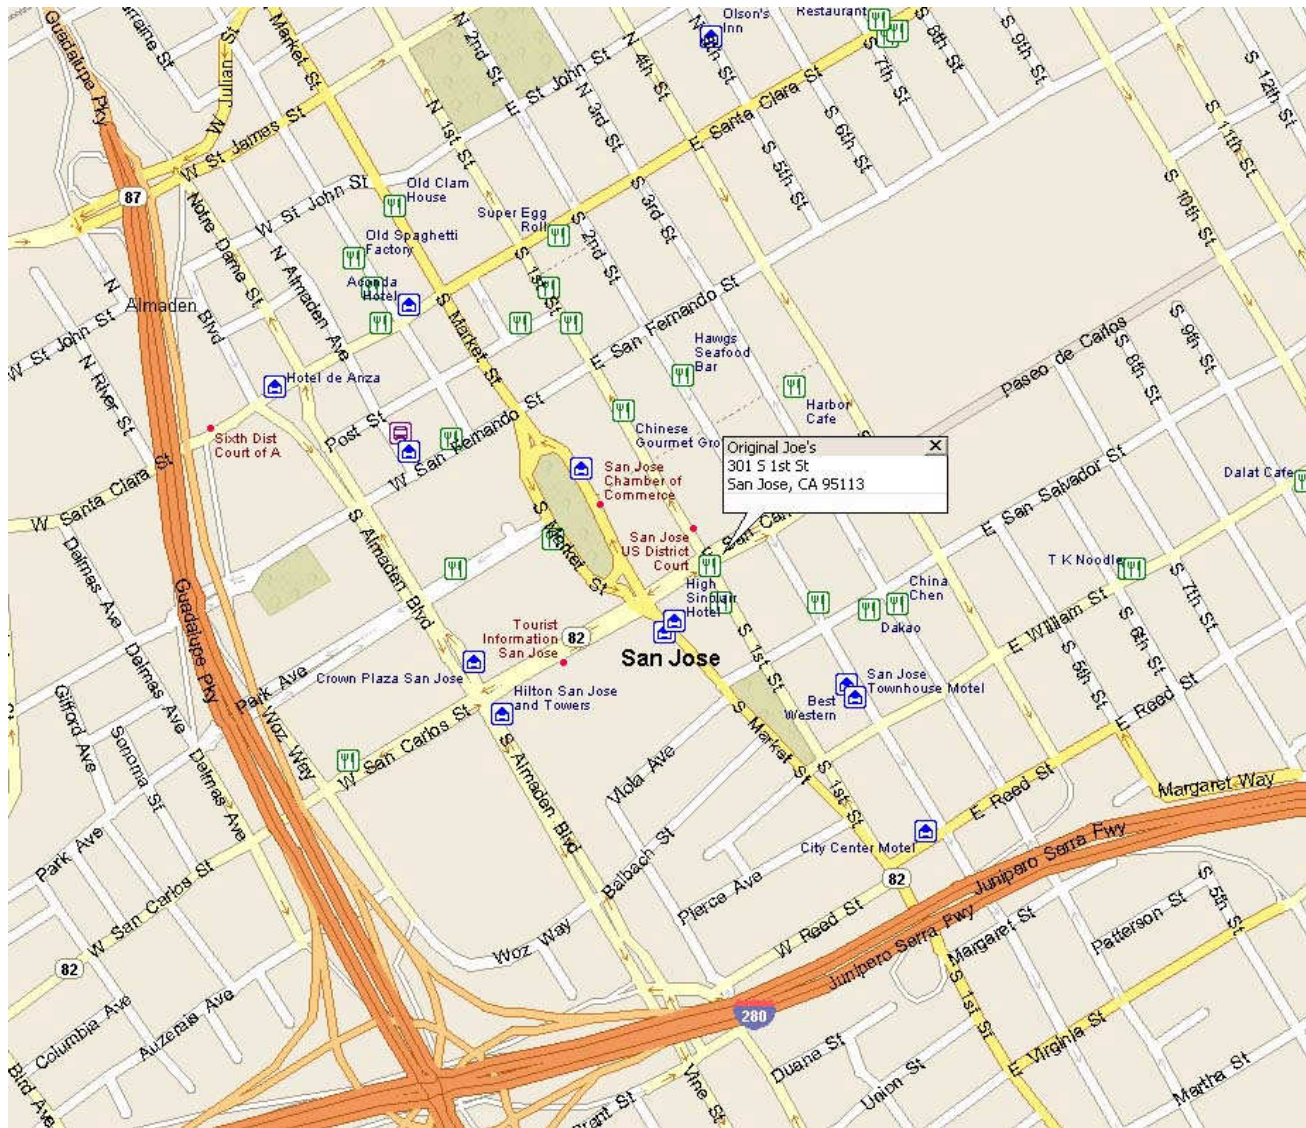 Guadalupe Pky
Lorraine St
W Julian St
N Market St
N 2nd St
Olson's
Inn
Restaurant
S 8th St
S 9th St
N 4th St
S 7th St
S 12th St
E St John St
N 3rd St
E Santa Clara St
S 6th St
S 11th St
N 1st St
W St James St
S 5th St
87
Old Clam
House
W St John St
Notre Dame St
Super Egg
Roll
S 3rd St
S 10th St
Old Spaghetti
Factory
S 2nd St
N Almaden Ave
Hotel
S 1st St
N
Almaden
Blvd
S Market St
E San Fernando St
W St John St
Hawgs
Seafood
Bar
S 4th St
Paseo de Carlos
S 9th St
S 8th St
N River St
Hotel de Anza
Harbor
Cafe
Post St
W San Fernando St
Chinese
Gourmet Gro
Sixth Dist
Court of A
Original Joe's
301 S 1st St
San Jose, CA 95113
San Jose
Chamber of
Commerce
W Santa Clara St
Dalat Cafe
E San Salvador St
S Market St
San Jose
US District
Court
S Almaden Blvd
Delmas Ave
High
Hotel
China
Chen
T K Noodle
S 7th St
Guadalupe Pky
Tourist
Information
San Jose
82
San Jose
Dakao
E William St
S 6th St
S 1st St
S 5th St
Crown Plaza San Jose
Hilton San Jose
and Towers
San Jose
Townhouse Motel
Best
Western
Park Ave
Gifford Ave
Delmas Ave
Woz Way
W San Carlos St
S Market St
E Reed St
Sonoma St
Delmas Ave
S Almaden Blvd
Viola Ave
S 1st St
E Reed St
Margaret Way
Park Ave
Balbach St
City Center Motel
Junipero Serra Fwy
82
W San Carlos St
Pierce Ave
S 5th St
W Reed St
Margaret St
Patterson St
82
Woz Way
Junipero Serra Fwy
S 1st St
Columbia Ave
Auzerais Ave
280
E Virginia St
Bird Ave
Vine St
Duane St
Union St
Martha St